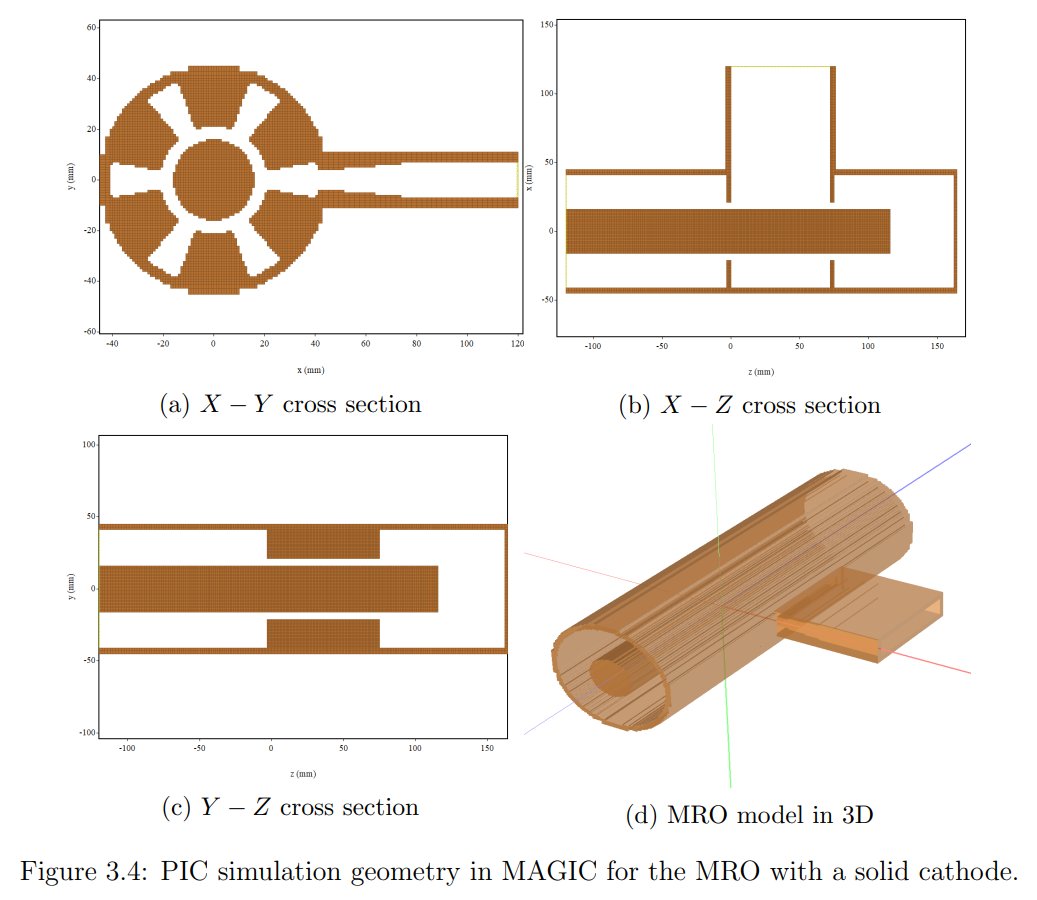 60
40
20
0
-20
-40
-60
y (mm)
-40 -20 0 20 40 60 80 100 120
x (mm)
(a) X − Y cross section
150
100
50
0
-50
x (mm)
-100 -50 0 50 100 150
z (mm)
(b) X − Z cross section
100
50
0
-50
-100
y (mm)
-100 -50 0 50 100 150
z (mm)
(c) Y − Z cross section
(d) MRO model in 3D
Figure 3.4: PIC simulation geometry in MAGIC for the MRO with a solid cathode.